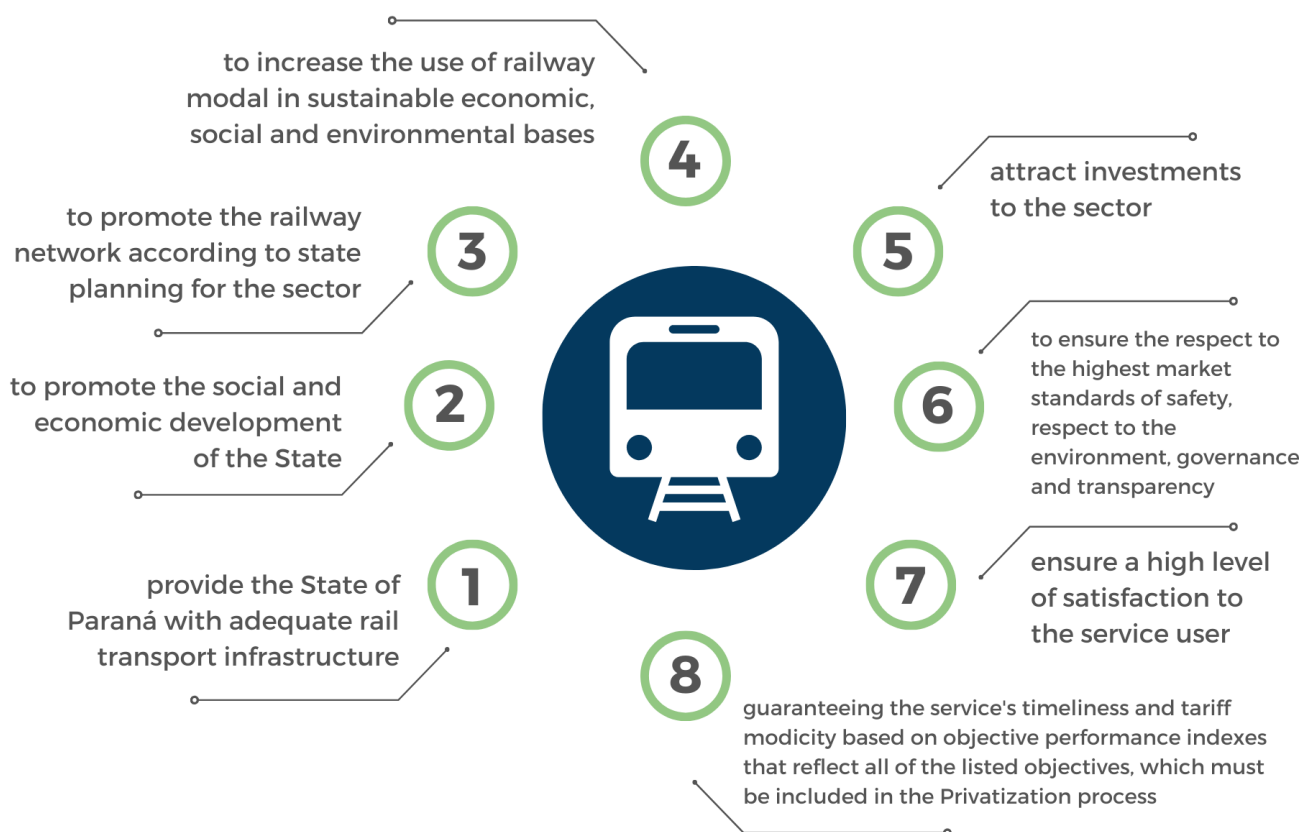 1
provide the State of
Paraná with adequate rail
transport infrastructure
2
to promote the social and
economic development
of the State
3
to promote the railway
network according to state
planning for the sector
4
to increase the use of railway
modal in sustainable economic,
social and environmental bases
5
attract investments
to the sector
6
to ensure the respect to
the highest market
standards of safety,
respect to the
environment, governance
and transparency
7
ensure a high level
of satisfaction to
the service user
8
guaranteeing the service's timeliness and tariff
modicity based on objective performance indexes
that reflect all of the listed objectives, which must
be included in the Privatization process